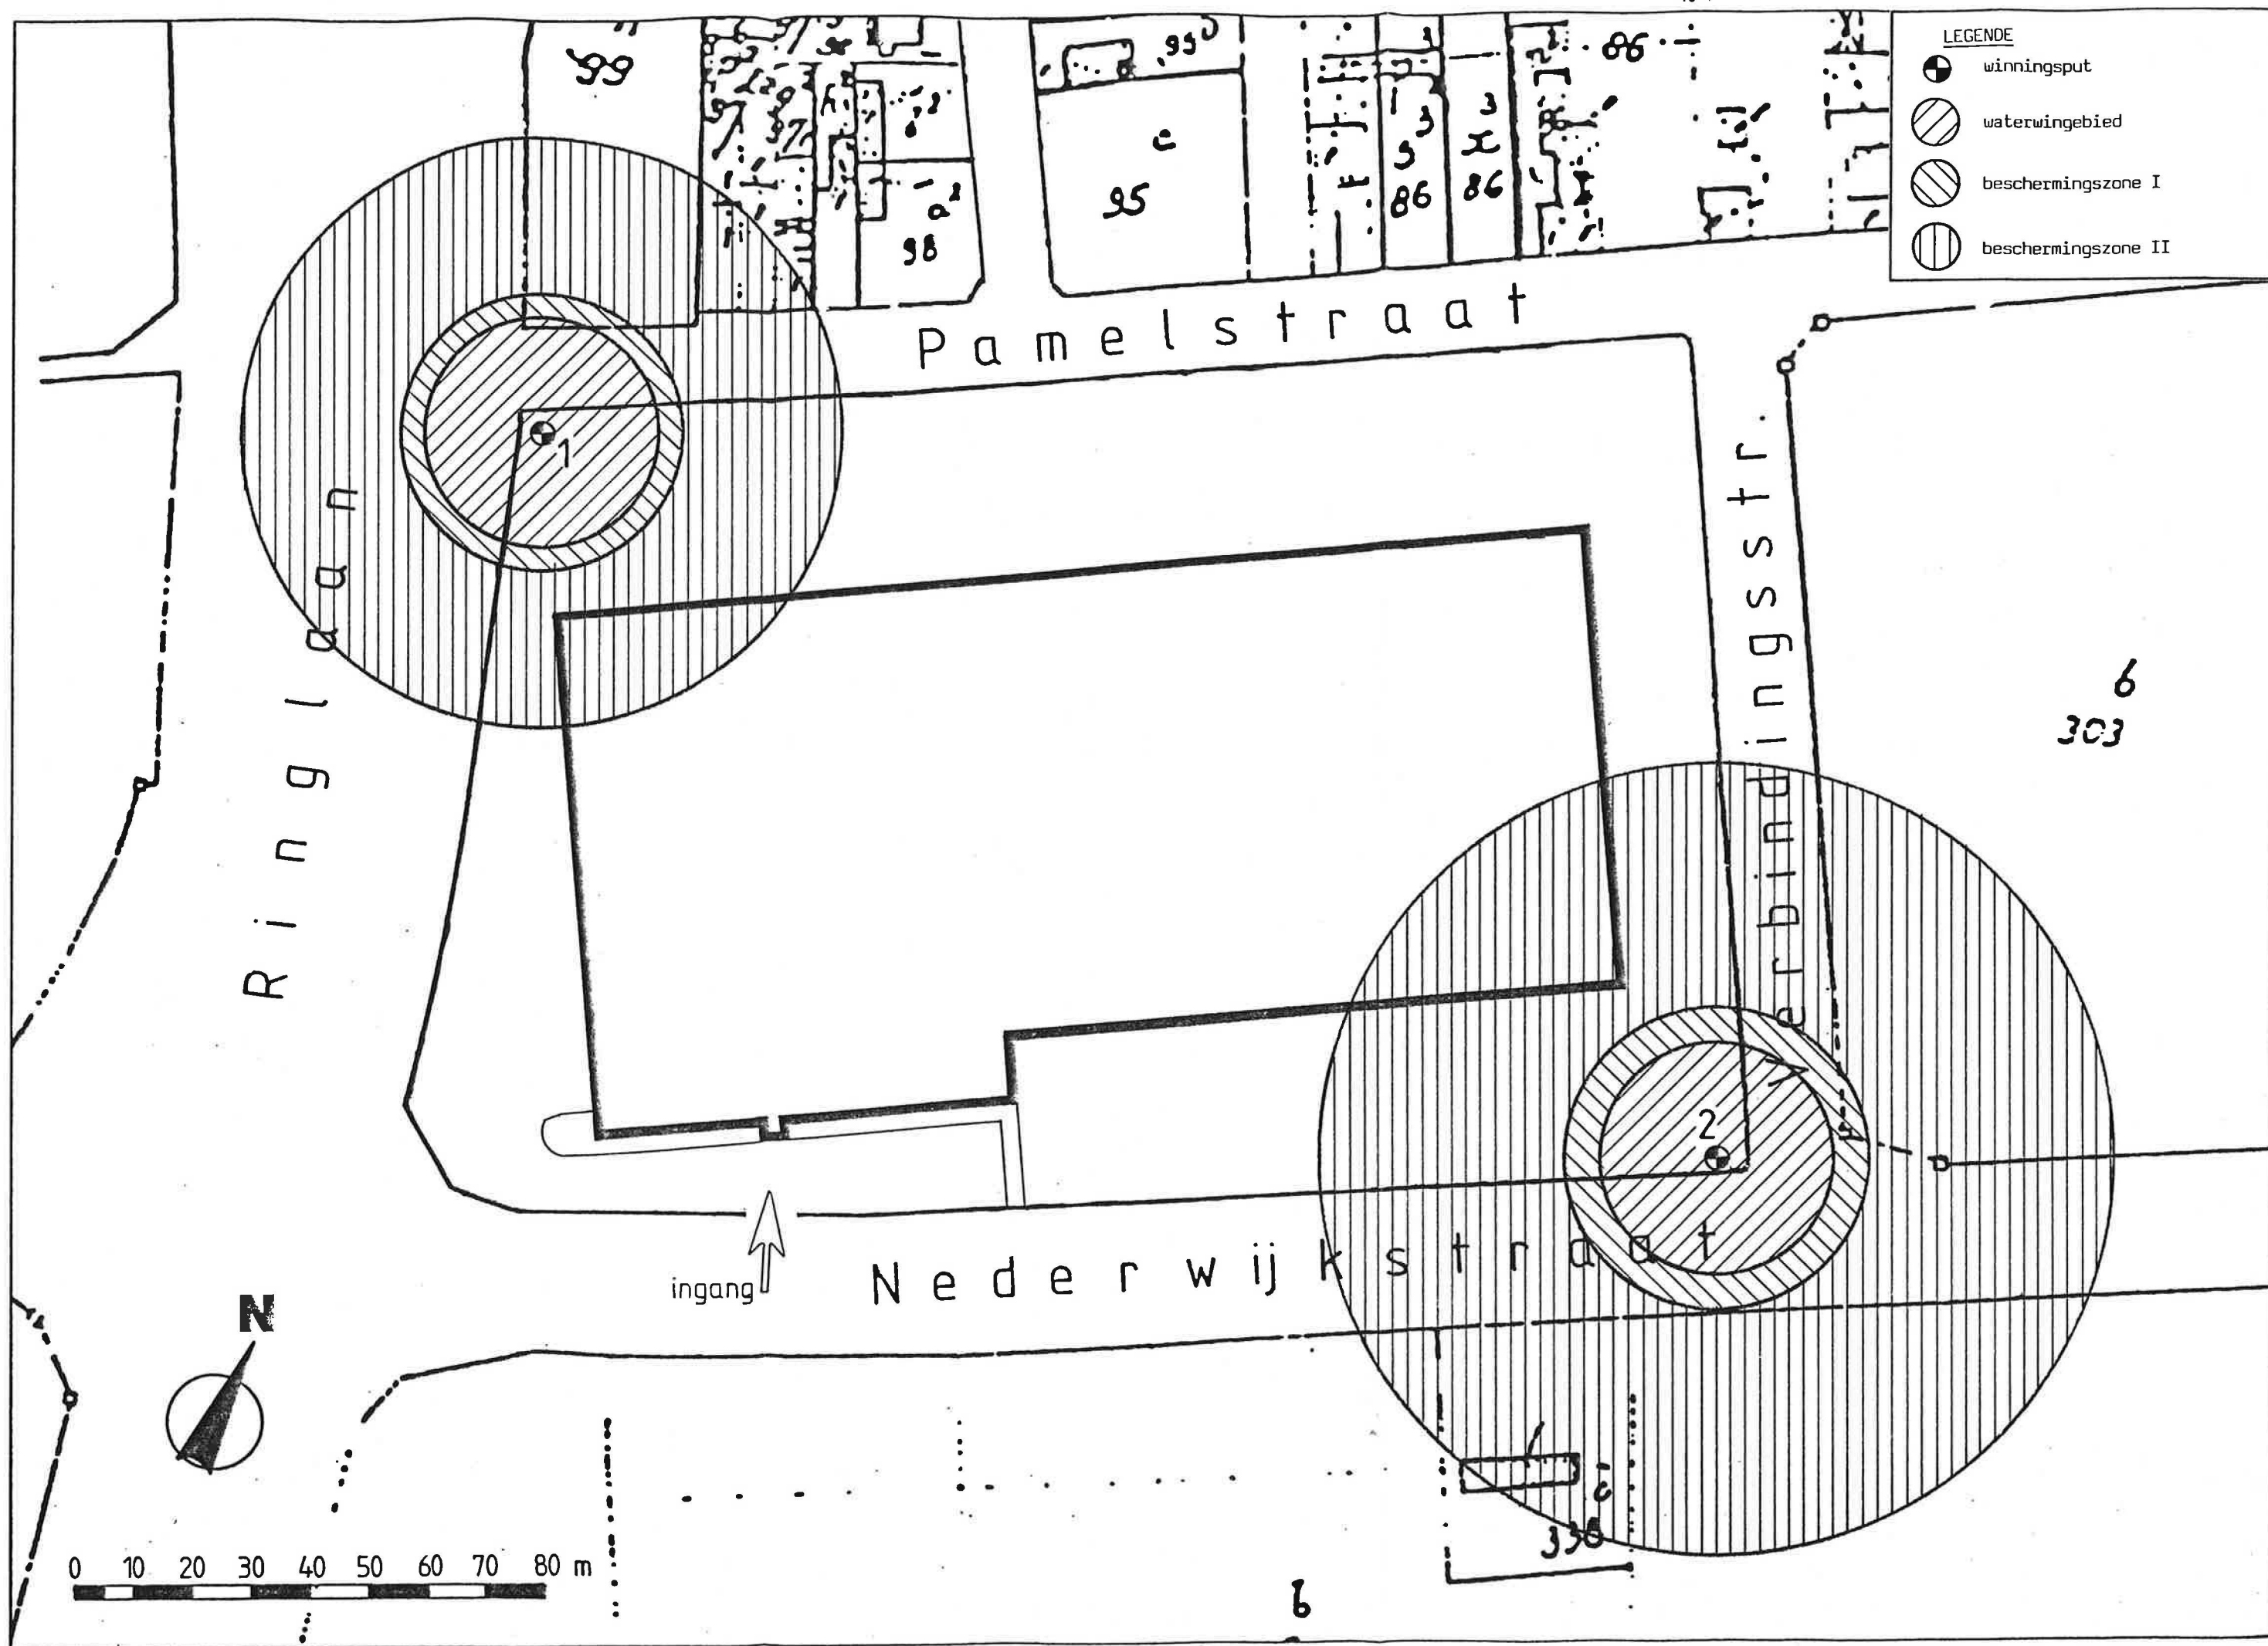 LEGENDE
winningsput
waterwingebied
beschermingszone I
beschermingszone II
99
98
95
c
86
86
86
Pamelstraat
Ringlaan
Verbindingsstr.
1
2
6
303
Nederwijkstraat
ingang
N
0 10 20 30 40 50 60 70 80 m
6